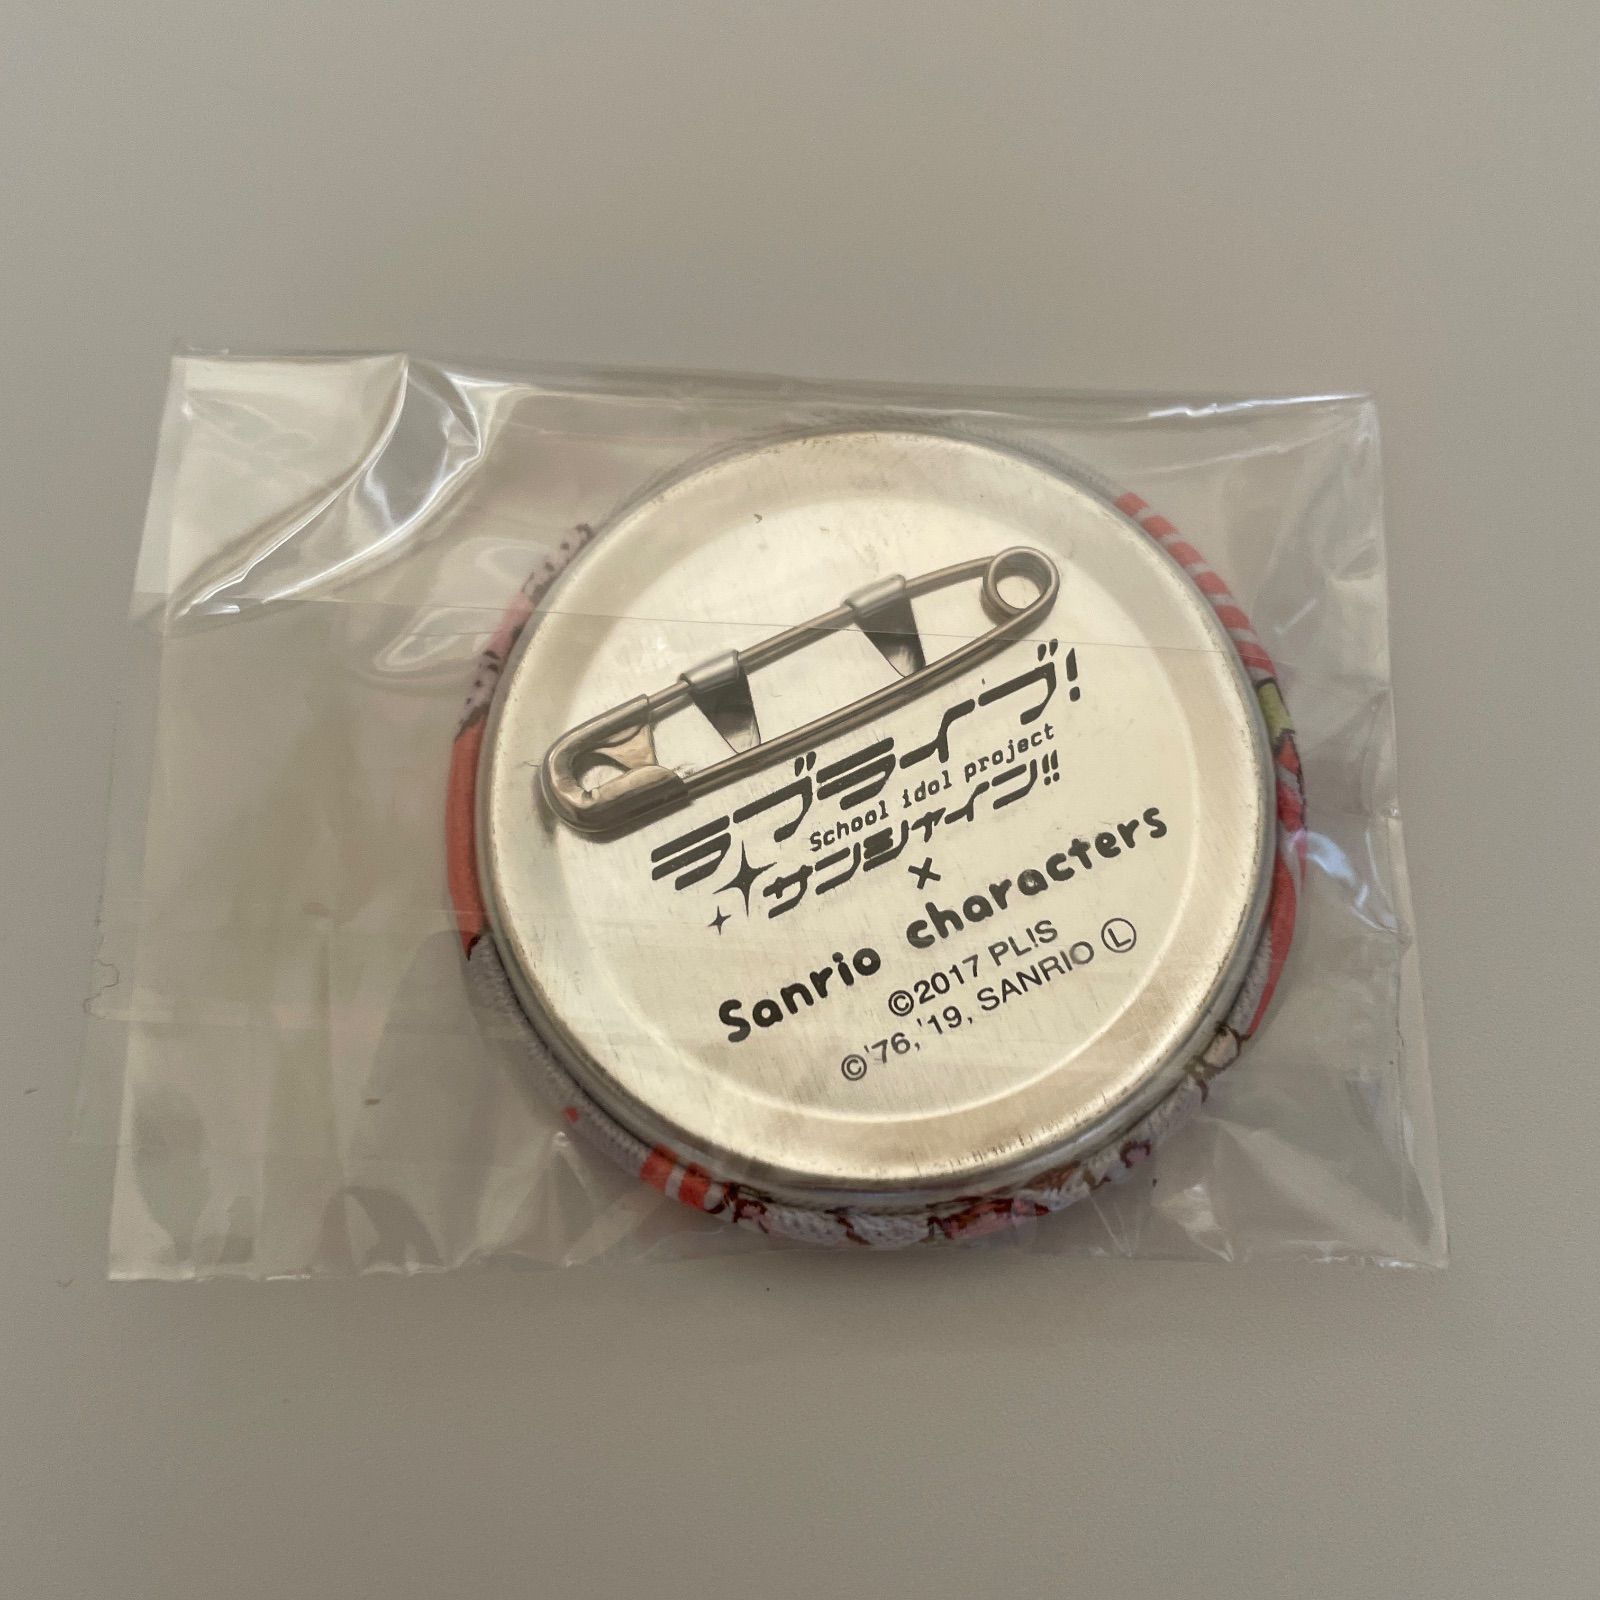 ラブライブ!
School idol project
サンシャイン!!
×
Sanrio characters
©2017 PL!S
©'76,'19, SANRIO Ⓛ